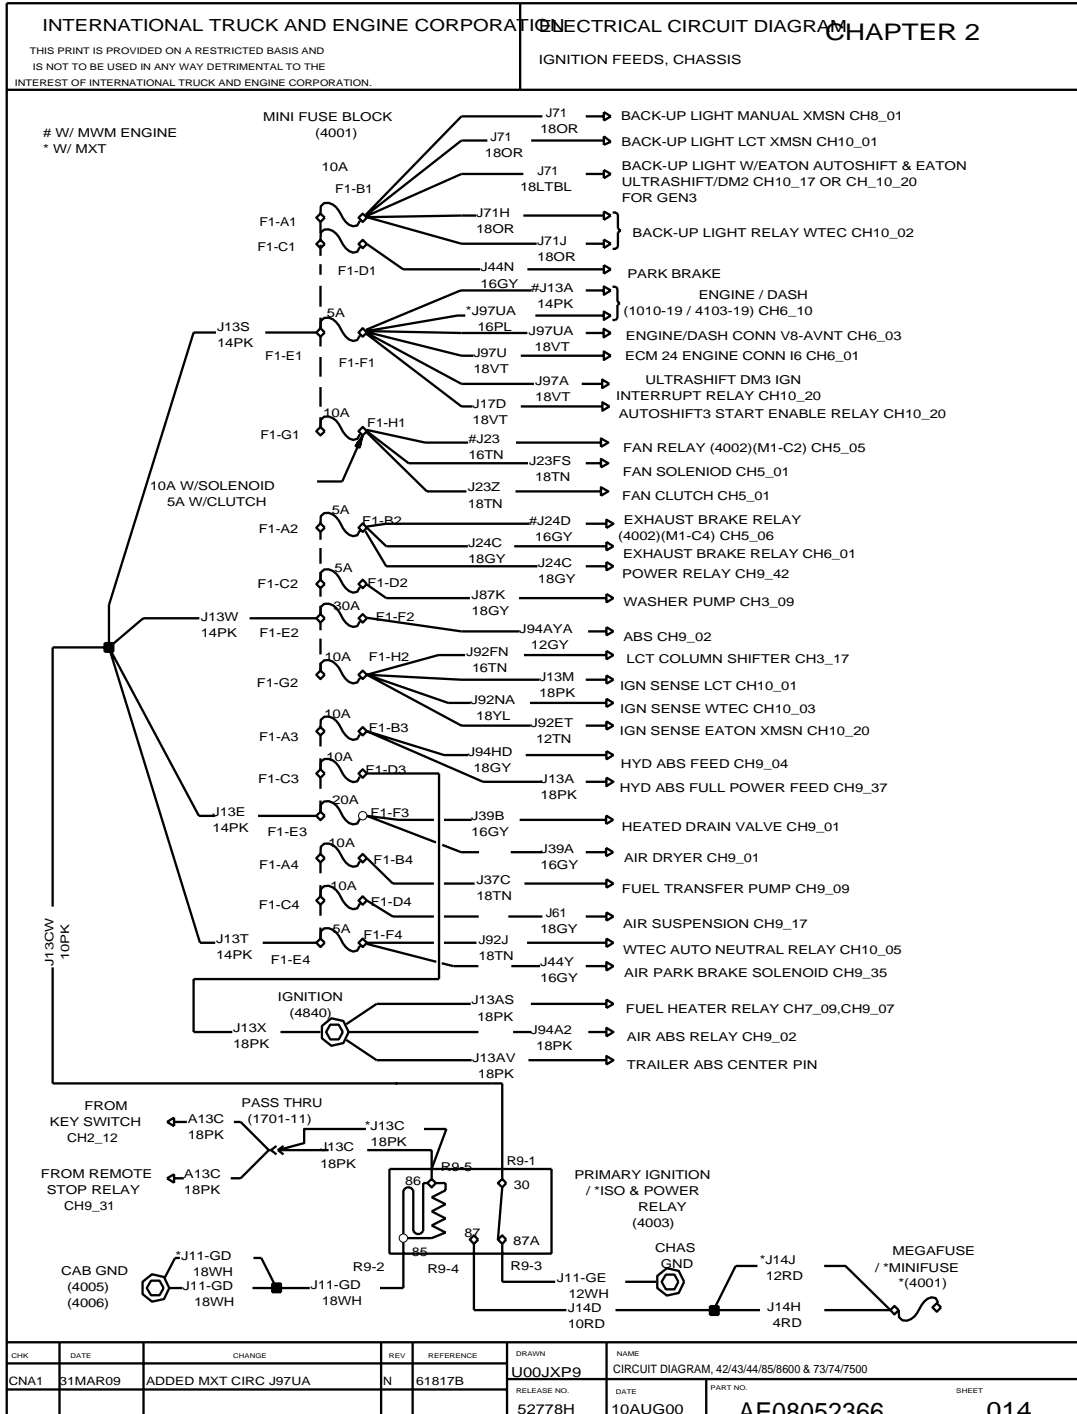 INTERNATIONAL TRUCK AND ENGINE CORPORATION
THIS PRINT IS PROVIDED ON A RESTRICTED BASIS AND
IS NOT TO BE USED IN ANY WAY DETRIMENTAL TO THE
INTEREST OF INTERNATIONAL TRUCK AND ENGINE CORPORATION.
ELECTRICAL CIRCUIT DIAGRAM
CHAPTER 2
IGNITION FEEDS, CHASSIS
# W/ MWM ENGINE
* W/ MXT
MINI FUSE BLOCK
(4001)
10A
F1-B1
F1-A1
J71
18OR
BACK-UP LIGHT MANUAL XMSN CH8_01
J71
18OR
BACK-UP LIGHT LCT XMSN CH10_01
J71
18LTBL
BACK-UP LIGHT W/EATON AUTOSHIFT & EATON
ULTRASHIFT/DM2 CH10_17 OR CH_10_20
FOR GEN3
J71H
18OR
J71J
18OR
BACK-UP LIGHT RELAY WTEC CH10_02
F1-C1
F1-D1
J44N
16GY
PARK BRAKE
J13S
14PK
F1-E1
5A
F1-F1
#J13A
14PK
*J97UA
16PL
ENGINE / DASH
(1010-19 / 4103-19) CH6_10
J97UA
18VT
ENGINE/DASH CONN V8-AVNT CH6_03
J97U
18VT
ECM 24 ENGINE CONN I6 CH6_01
J97A
18VT
ULTRASHIFT DM3 IGN
INTERRUPT RELAY CH10_20
J17D
18VT
AUTOSHIFT3 START ENABLE RELAY CH10_20
10A
F1-G1
F1-H1
#J23
16TN
FAN RELAY (4002)(M1-C2) CH5_05
J23FS
18TN
FAN SOLENIOD CH5_01
J23Z
18TN
FAN CLUTCH CH5_01
10A W/SOLENOID
5A W/CLUTCH
5A
F1-A2
F1-B2
#J24D
16GY
EXHAUST BRAKE RELAY
(4002)(M1-C4) CH5_06
J24C
18GY
EXHAUST BRAKE RELAY CH6_01
J24C
18GY
POWER RELAY CH9_42
5A
F1-C2
F1-D2
J87K
18GY
WASHER PUMP CH3_09
J13W
14PK
30A
F1-E2
F1-F2
J94AYA
12GY
ABS CH9_02
10A
F1-G2
F1-H2
J92FN
16TN
LCT COLUMN SHIFTER CH3_17
J13M
18PK
IGN SENSE LCT CH10_01
J92NA
18YL
IGN SENSE WTEC CH10_03
J92ET
12TN
IGN SENSE EATON XMSN CH10_20
10A
F1-A3
F1-B3
J94HD
18GY
HYD ABS FEED CH9_04
J13A
18PK
HYD ABS FULL POWER FEED CH9_37
10A
F1-C3
F1-D3
J13E
14PK
20A
F1-E3
F1-F3
J39B
16GY
HEATED DRAIN VALVE CH9_01
J39A
16GY
AIR DRYER CH9_01
10A
F1-A4
F1-B4
J37C
18TN
FUEL TRANSFER PUMP CH9_09
10A
F1-C4
F1-D4
J61
18GY
AIR SUSPENSION CH9_17
J13T
14PK
5A
F1-E4
F1-F4
J92J
18TN
WTEC AUTO NEUTRAL RELAY CH10_05
J44Y
16GY
AIR PARK BRAKE SOLENOID CH9_35
J13CW
10PK
IGNITION
(4840)
J13X
18PK
J13AS
18PK
FUEL HEATER RELAY CH7_09,CH9_07
J94A2
18PK
AIR ABS RELAY CH9_02
J13AV
18PK
TRAILER ABS CENTER PIN
FROM
KEY SWITCH
CH2_12
A13C
18PK
PASS THRU
(1701-11)
*J13C
18PK
J13C
18PK
FROM REMOTE
STOP RELAY
CH9_31
A13C
18PK
R9-5
R9-1
86
30
87
87A
85
R9-2
R9-4
R9-3
PRIMARY IGNITION
/ *ISO & POWER
RELAY
(4003)
CAB GND
(4005)
(4006)
*J11-GD
18WH
J11-GD
18WH
J11-GD
18WH
CHAS
GND
J11-GE
12WH
J14D
10RD
*J14J
12RD
J14H
4RD
MEGAFUSE
/ *MINIFUSE
*(4001)
CHK DATE CHANGE REV REFERENCE
CNA1 31MAR09 ADDED MXT CIRC J97UA N 61817B
DRAWN
U00JXP9
NAME
CIRCUIT DIAGRAM, 42/43/44/85/8600 & 73/74/7500
RELEASE NO.
52778H
DATE
10AUG00
PART NO.
AE08052366
SHEET
014